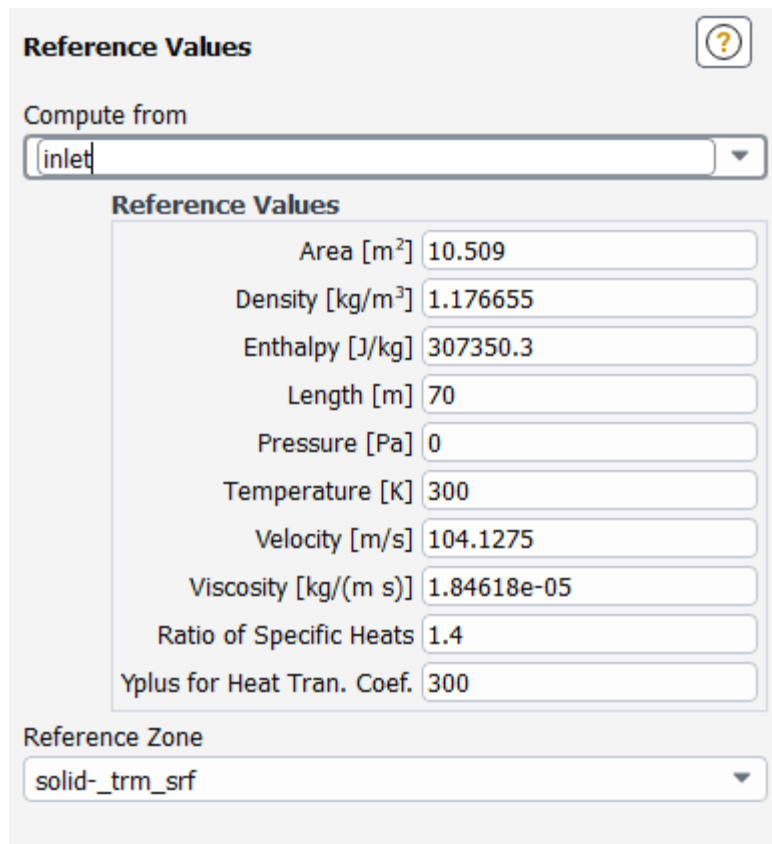 Reference Values
?
Compute from
inlet
Reference Values
Area [m²] 10.509
Density [kg/m³] 1.176655
Enthalpy [J/kg] 307350.3
Length [m] 70
Pressure [Pa] 0
Temperature [K] 300
Velocity [m/s] 104.1275
Viscosity [kg/(m s)] 1.84618e-05
Ratio of Specific Heats 1.4
Yplus for Heat Tran. Coef. 300
Reference Zone
solid-_trm_srf